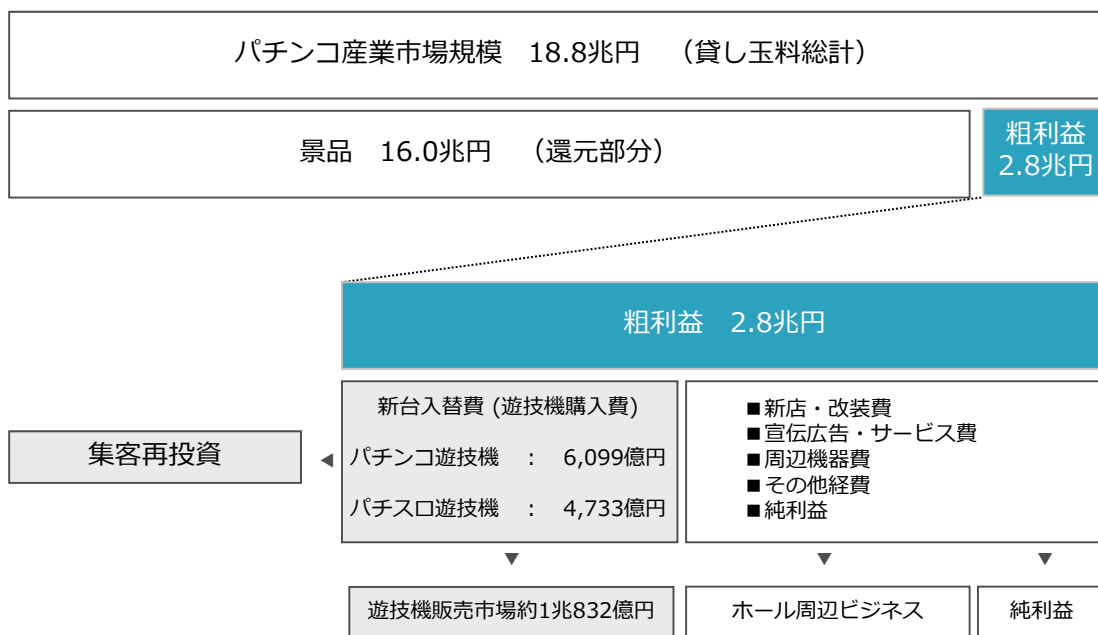 パチンコ産業市場規模　18.8兆円　（貸し玉料総計）
景品　16.0兆円　（還元部分）
粗利益
2.8兆円
粗利益　2.8兆円
新台入替費 (遊技機購入費)
パチンコ遊技機　：　6,099億円
パチスロ遊技機　：　4,733億円
■新店・改装費
■宣伝広告・サービス費
■周辺機器費
■その他経費
■純利益
集客再投資
遊技機販売市場約1兆832億円
ホール周辺ビジネス
純利益